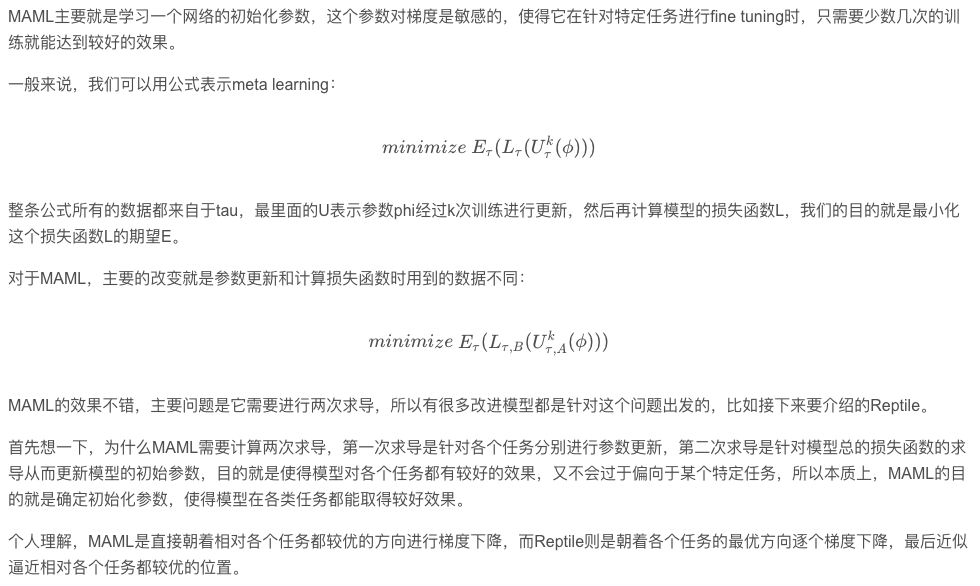 MAML主要就是学习一个网络的初始化参数，这个参数对梯度是敏感的，使得它在针对特定任务进行fine tuning时，只需要少数几次的训
练就能达到较好的效果。
一般来说，我们可以用公式表示meta learning：
$minimize \ E_{\tau}(L_{\tau}(U_{\tau}^{k}(\phi)))$
整条公式所有的数据都来自于tau，最里面的U表示参数phi经过k次训练进行更新，然后再计算模型的损失函数L，我们的目的就是最小化
这个损失函数L的期望E。
对于MAML，主要的改变就是参数更新和计算损失函数时用到的数据不同：
$minimize \ E_{\tau}(L_{\tau,B}(U_{\tau,A}^{k}(\phi)))$
MAML的效果不错，主要问题是它需要进行两次求导，所以有很多改进模型都是针对这个问题出发的，比如接下来要介绍的Reptile。
首先想一下，为什么MAML需要计算两次求导，第一次求导是针对各个任务分别进行参数更新，第二次求导是针对模型总的损失函数的求
导从而更新模型的初始参数，目的就是使得模型对各个任务都有较好的效果，又不会过于偏向于某个特定任务，所以本质上，MAML的目
的就是确定初始化参数，使得模型在各类任务都能取得较好效果。
个人理解，MAML是直接朝着相对各个任务都较优的方向进行梯度下降，而Reptile则是朝着各个任务的最优方向逐个梯度下降，最后近似
逼近相对各个任务都较优的位置。